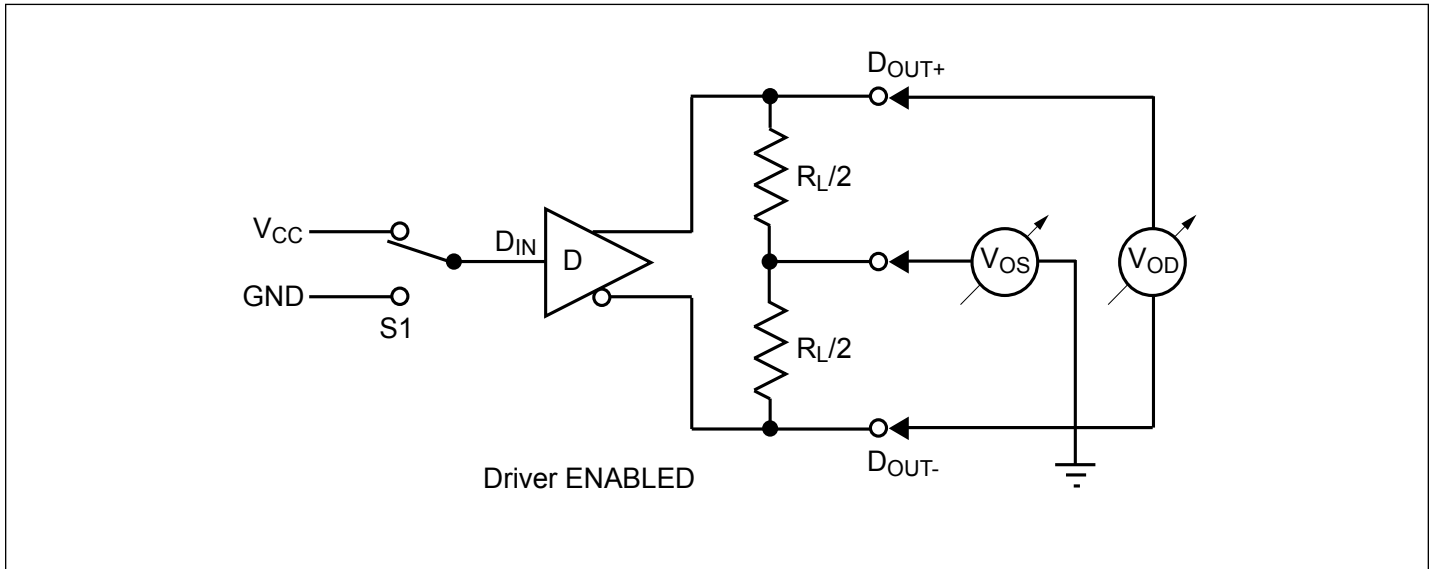 DOUT+
RL/2
VCC
DIN
D
VOS
VOD
GND
S1
RL/2
DOUT-
Driver ENABLED